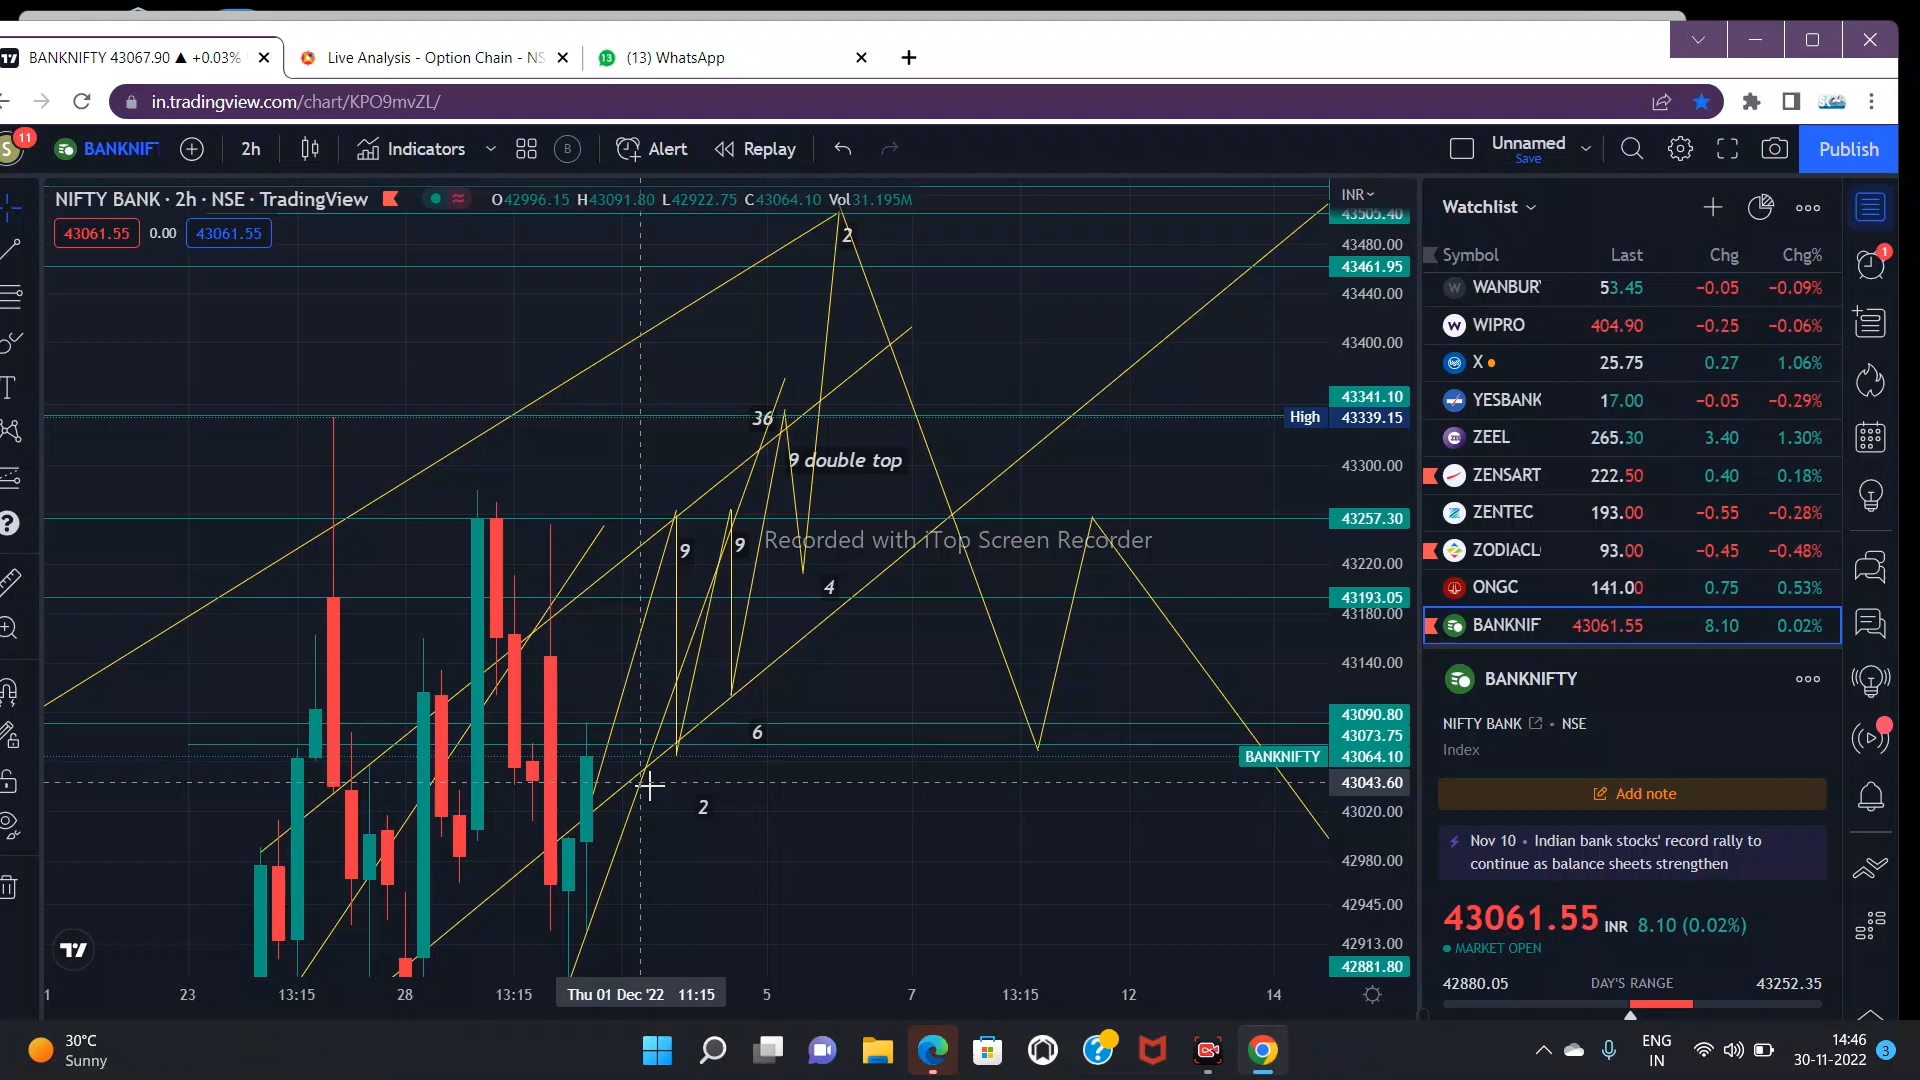 BANKNIFTY 43067.90 ▲ +0.03%
Live Analysis - Option Chain - NS
(13) WhatsApp
in.tradingview.com/chart/KPO9mvZL/
S 11
BANKNIF
2h
Indicators
B
Alert
Replay
Unnamed
Save
Publish
NIFTY BANK · 2h · NSE · TradingView
O42996.15 H43091.80 L42922.75 C43064.10 Vol31.195M
43061.55 0.00 43061.55
INR
43505.40
43480.00
43461.95
43440.00
43400.00
43341.10
High 43339.15
43300.00
43257.30
43220.00
43193.05
43180.00
43140.00
43090.80
43073.75
BANKNIFTY 43064.10
43043.60
43020.00
42980.00
42945.00
42913.00
42881.80
2
36
9 double top
9
9
Recorded with iTop Screen Recorder
4
6
2
1 23 13:15 28 13:15 Thu 01 Dec '22 11:15 5 7 13:15 12 14
Watchlist
Symbol Last Chg Chg%
WANBUR 53.45 −0.05 −0.09%
WIPRO 404.90 −0.25 −0.06%
X 25.75 0.27 1.06%
YESBANK 17.00 −0.05 −0.29%
ZEEL 265.30 3.40 1.30%
ZENSART 222.50 0.40 0.18%
ZENTEC 193.00 −0.55 −0.28%
ZODIACL 93.00 −0.45 −0.48%
ONGC 141.00 0.75 0.53%
BANKNIF 43061.55 8.10 0.02%
BANKNIFTY
NIFTY BANK · NSE
Index
Add note
Nov 10 · Indian bank stocks' record rally to
continue as balance sheets strengthen
43061.55 INR 8.10 (0.02%)
MARKET OPEN
42880.05 DAY'S RANGE 43252.35
1
30°C
Sunny
ENG
IN
14:46
30-11-2022
3